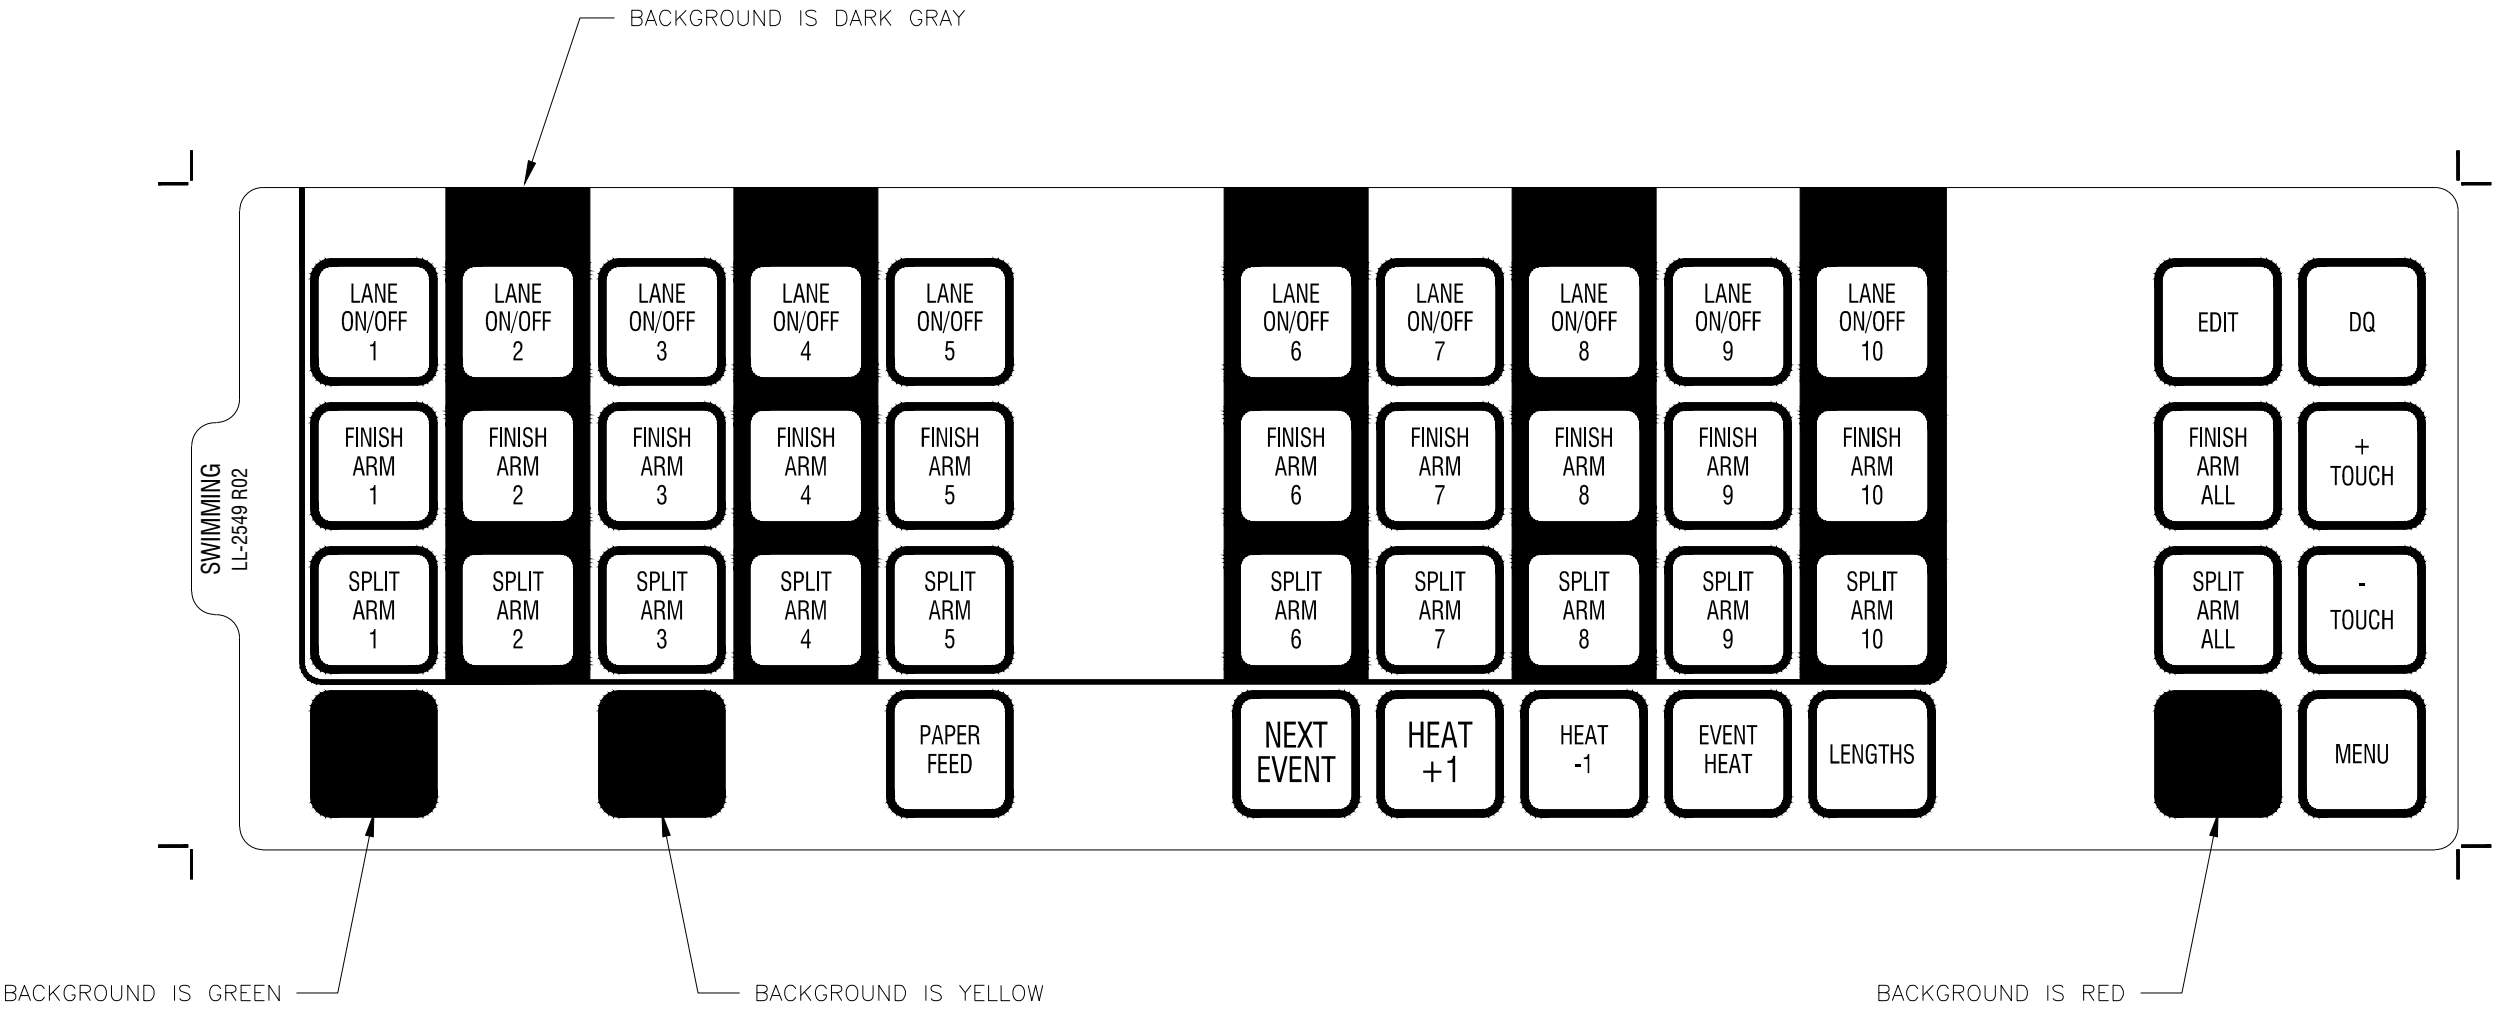 BACKGROUND IS DARK GRAY
LANE ON/OFF 1
LANE ON/OFF 2
LANE ON/OFF 3
LANE ON/OFF 4
LANE ON/OFF 5
LANE ON/OFF 6
LANE ON/OFF 7
LANE ON/OFF 8
LANE ON/OFF 9
LANE ON/OFF 10
EDIT
DQ
FINISH ARM 1
FINISH ARM 2
FINISH ARM 3
FINISH ARM 4
FINISH ARM 5
FINISH ARM 6
FINISH ARM 7
FINISH ARM 8
FINISH ARM 9
FINISH ARM 10
FINISH ARM ALL
+ TOUCH
SWIMMING
LL-2549 R02
SPLIT ARM 1
SPLIT ARM 2
SPLIT ARM 3
SPLIT ARM 4
SPLIT ARM 5
SPLIT ARM 6
SPLIT ARM 7
SPLIT ARM 8
SPLIT ARM 9
SPLIT ARM 10
SPLIT ARM ALL
- TOUCH
PAPER FEED
NEXT EVENT
HEAT +1
HEAT -1
EVENT HEAT
LENGTHS
MENU
BACKGROUND IS GREEN
BACKGROUND IS YELLOW
BACKGROUND IS RED